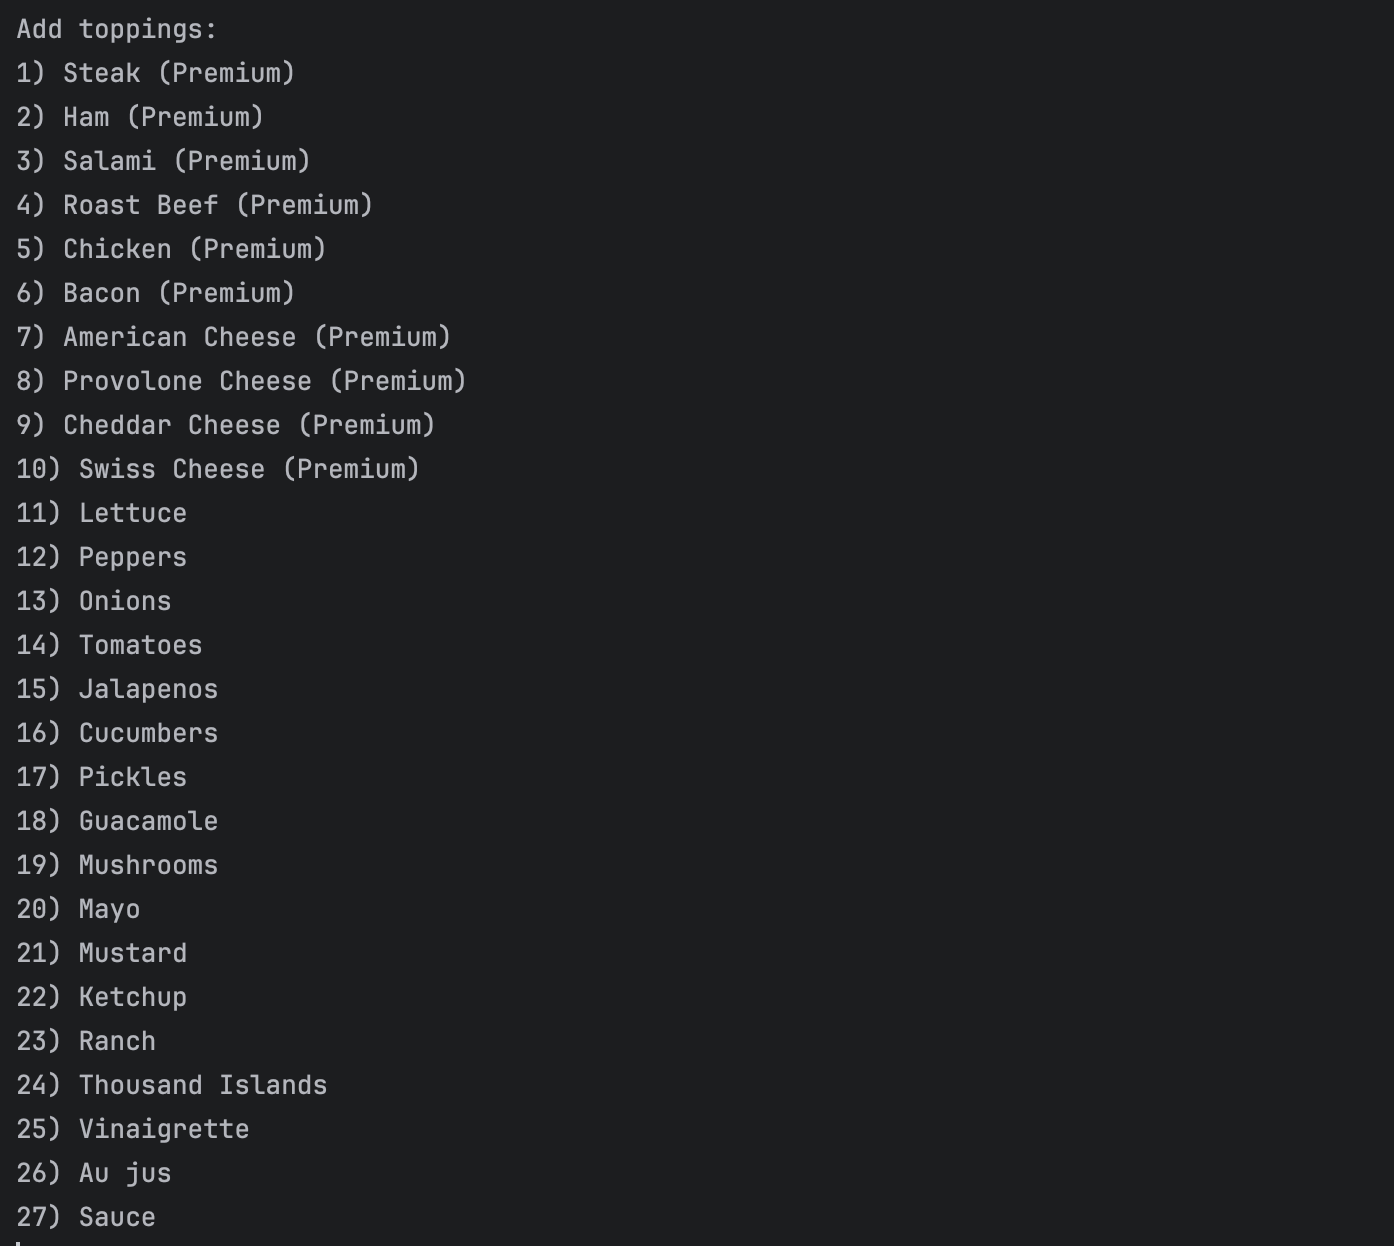 Add toppings:
1) Steak (Premium)
2) Ham (Premium)
3) Salami (Premium)
4) Roast Beef (Premium)
5) Chicken (Premium)
6) Bacon (Premium)
7) American Cheese (Premium)
8) Provolone Cheese (Premium)
9) Cheddar Cheese (Premium)
10) Swiss Cheese (Premium)
11) Lettuce
12) Peppers
13) Onions
14) Tomatoes
15) Jalapenos
16) Cucumbers
17) Pickles
18) Guacamole
19) Mushrooms
20) Mayo
21) Mustard
22) Ketchup
23) Ranch
24) Thousand Islands
25) Vinaigrette
26) Au jus
27) Sauce